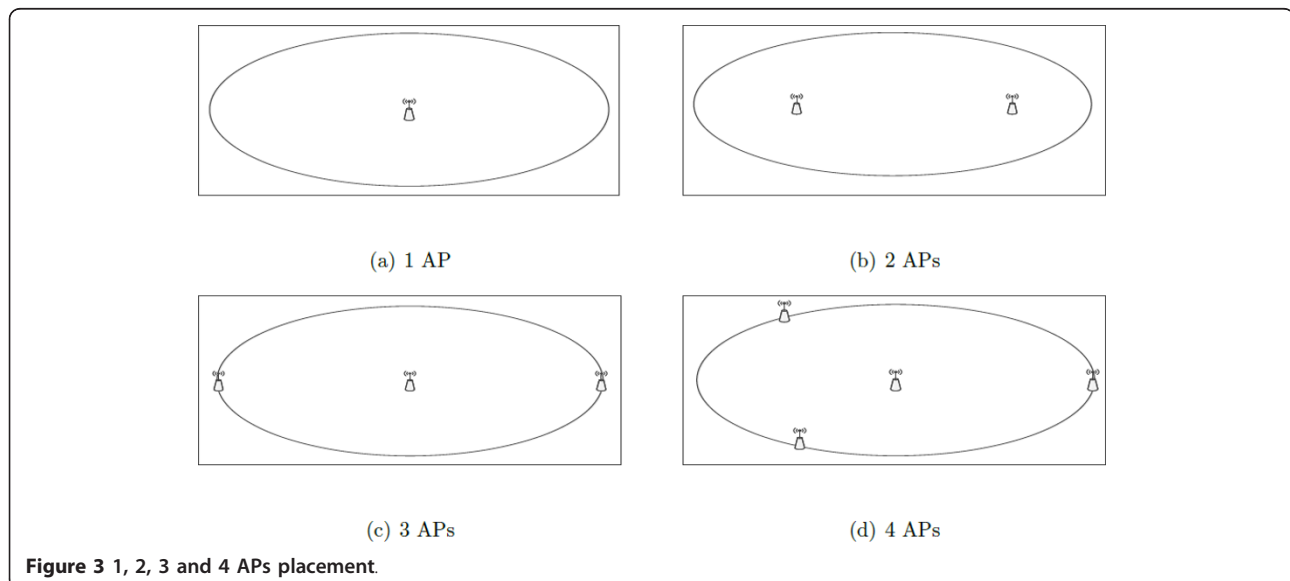 (a) 1 AP
(b) 2 APs
(c) 3 APs
(d) 4 APs
Figure 3 1, 2, 3 and 4 APs placement.